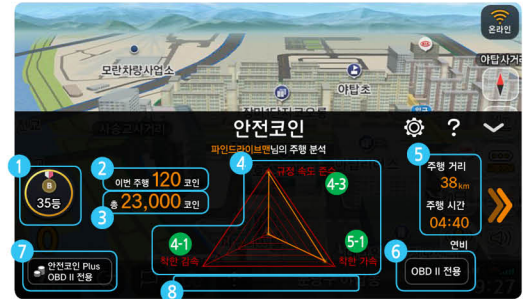 온라인
모란차량사업소
야탑초
야탑사거리
안전코인
?
파인드라이브맨님의 주행 분석
1
B
35등
2
이번 주행 120 코인
3
총 23,000 코인
4
규정 속도 준수
4-3
4-1
착한 감속
5-1
착한 가속
5
주행 거리
38km
주행 시간
04:40
연비
6
OBD II 전용
7
안전코인 Plus
OBD II 전용
8